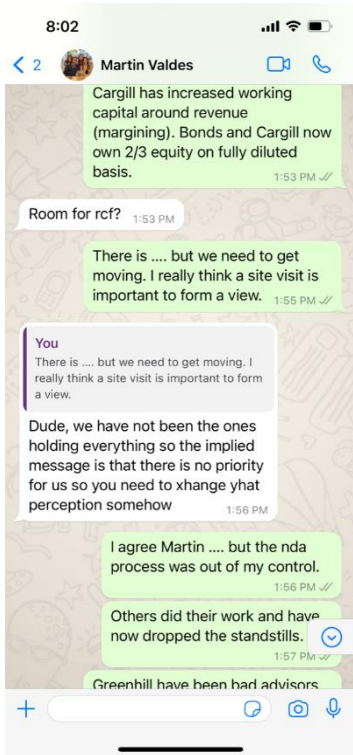 8:02
2
Martin Valdes
Cargill has increased working
capital around revenue
(margining). Bonds and Cargill now
own 2/3 equity on fully diluted
basis.
1:53 PM
Room for rcf?
1:53 PM
There is .... but we need to get
moving. I really think a site visit is
important to form a view.
1:55 PM
You
There is .... but we need to get moving. I
really think a site visit is important to form
a view.
Dude, we have not been the ones
holding everything so the implied
message is that there is no priority
for us so you need to xhange yhat
perception somehow
1:56 PM
I agree Martin .... but the nda
process was out of my control.
1:56 PM
Others did their work and have
now dropped the standstills.
1:57 PM
Greenhill have been bad advisors